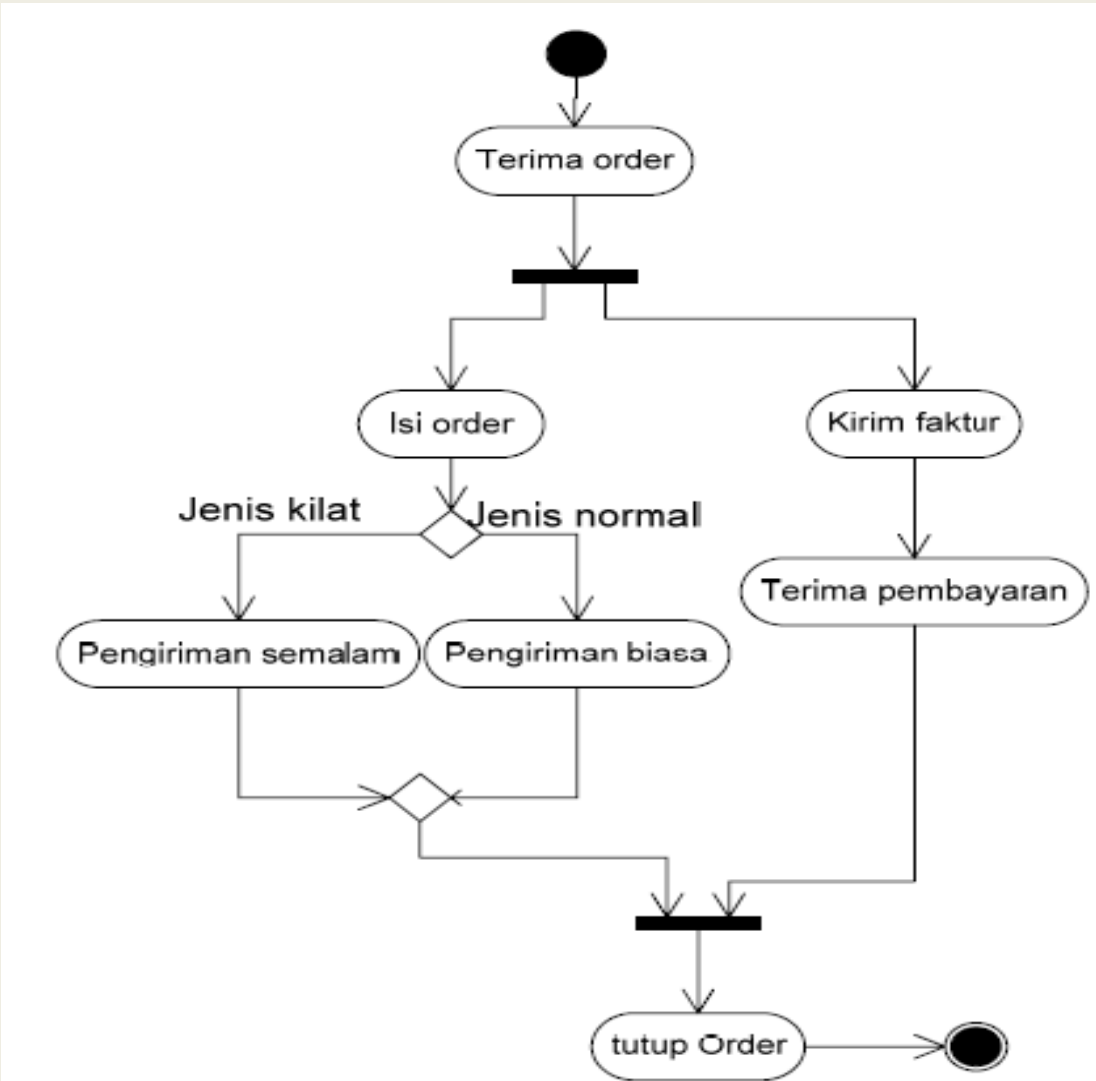 Terima order
Isi order
Kirim faktur
Jenis kilat
Jenis normal
Terima pembayaran
Pengiriman semalam
Pengiriman biasa
tutup Order